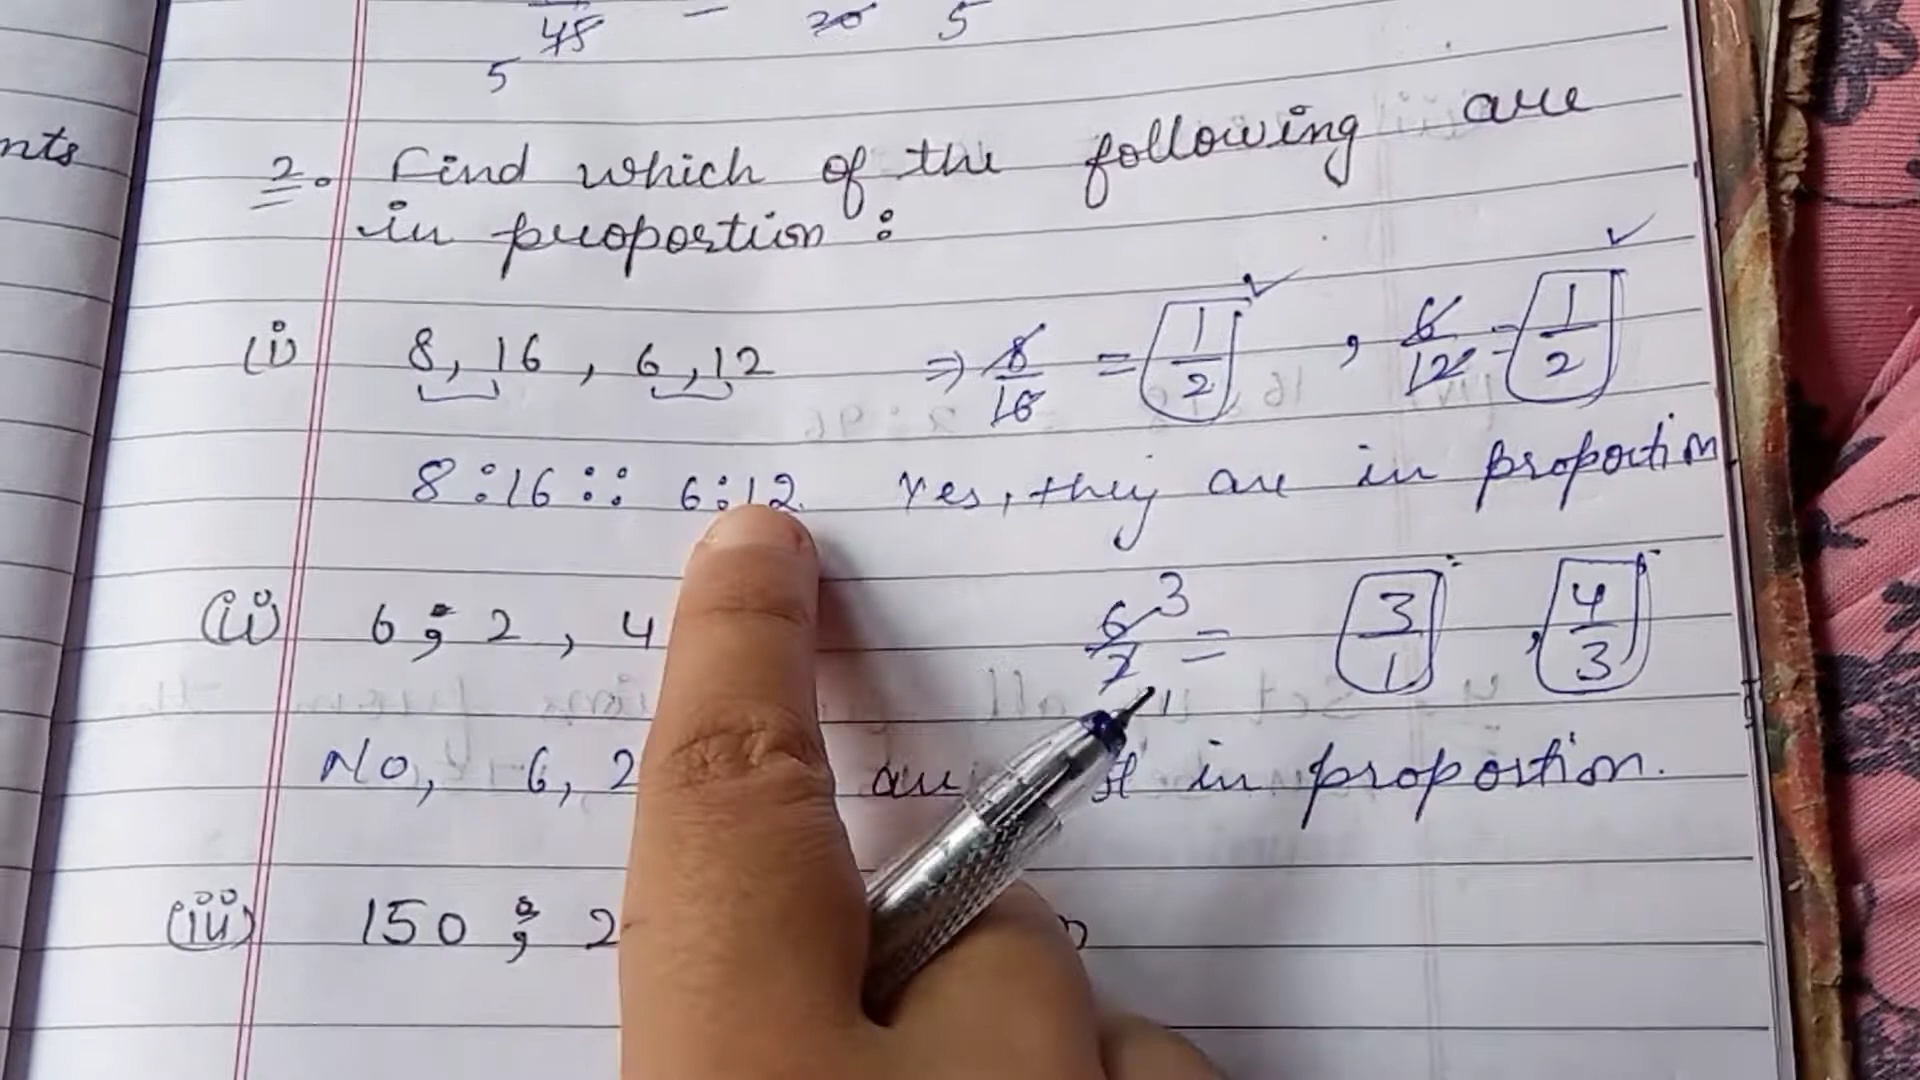 45 = 20 5
5
nts
2. Find which of the following are
in proportion :
(i) 8, 16, 6, 12 ⇒ 8/16 = 1/2 ✓, 6/12 = 1/2 ✓
8:16 :: 6:12. Yes, they are in proportion
(ii) 6, 2, 4 6/2 3 = 3/1, 4/3
No, 6, 2 are in proportion.
(iii) 150, 2